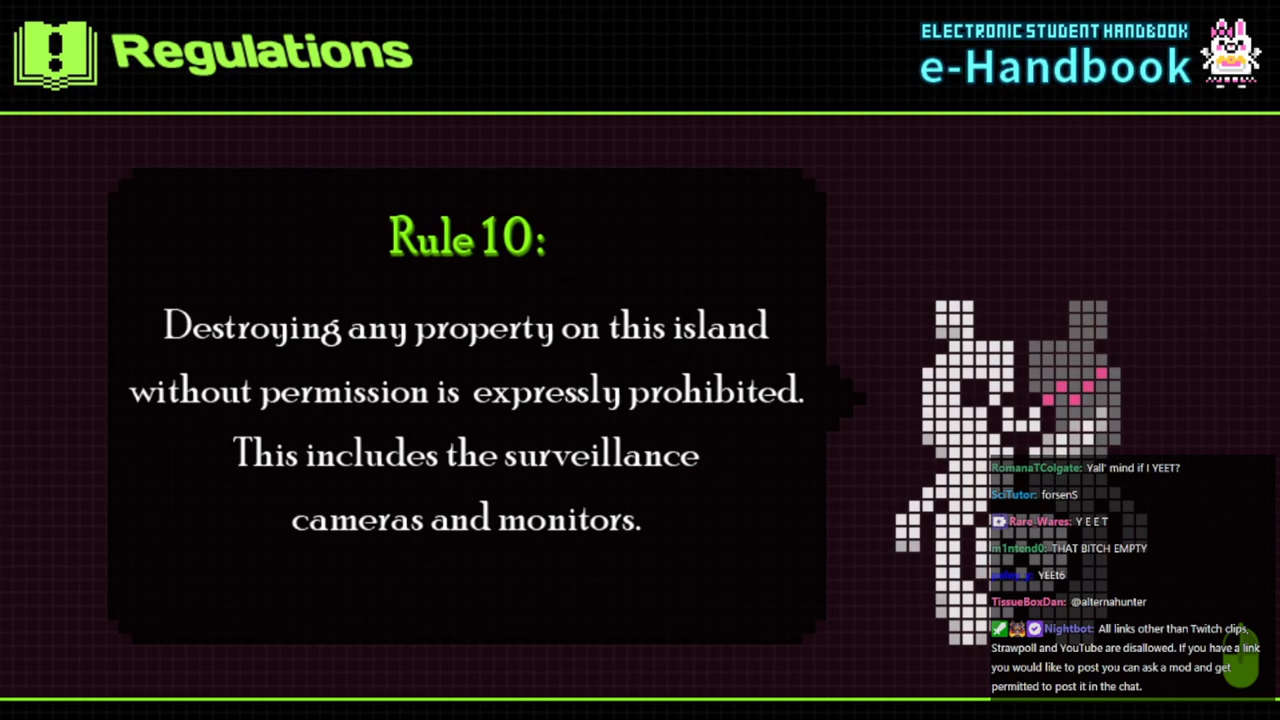 Regulations
ELECTRONIC STUDENT HANDBOOK
e-Handbook
Rule 10:
Destroying any property on this island
without permission is expressly prohibited.
This includes the surveillance
cameras and monitors.
RomanaTColgate: Yall' mind if I YEET?
SciTutor: forsenS
Rare-Wares: Y E E T
m1ntend0: THAT BITCH EMPTY
YEEt6
TissueBoxDan: @alternahunter
Nightbot: All links other than Twitch clips,
Strawpoll and YouTube are disallowed. If you have a link
you would like to post you can ask a mod and get
permitted to post it in the chat.